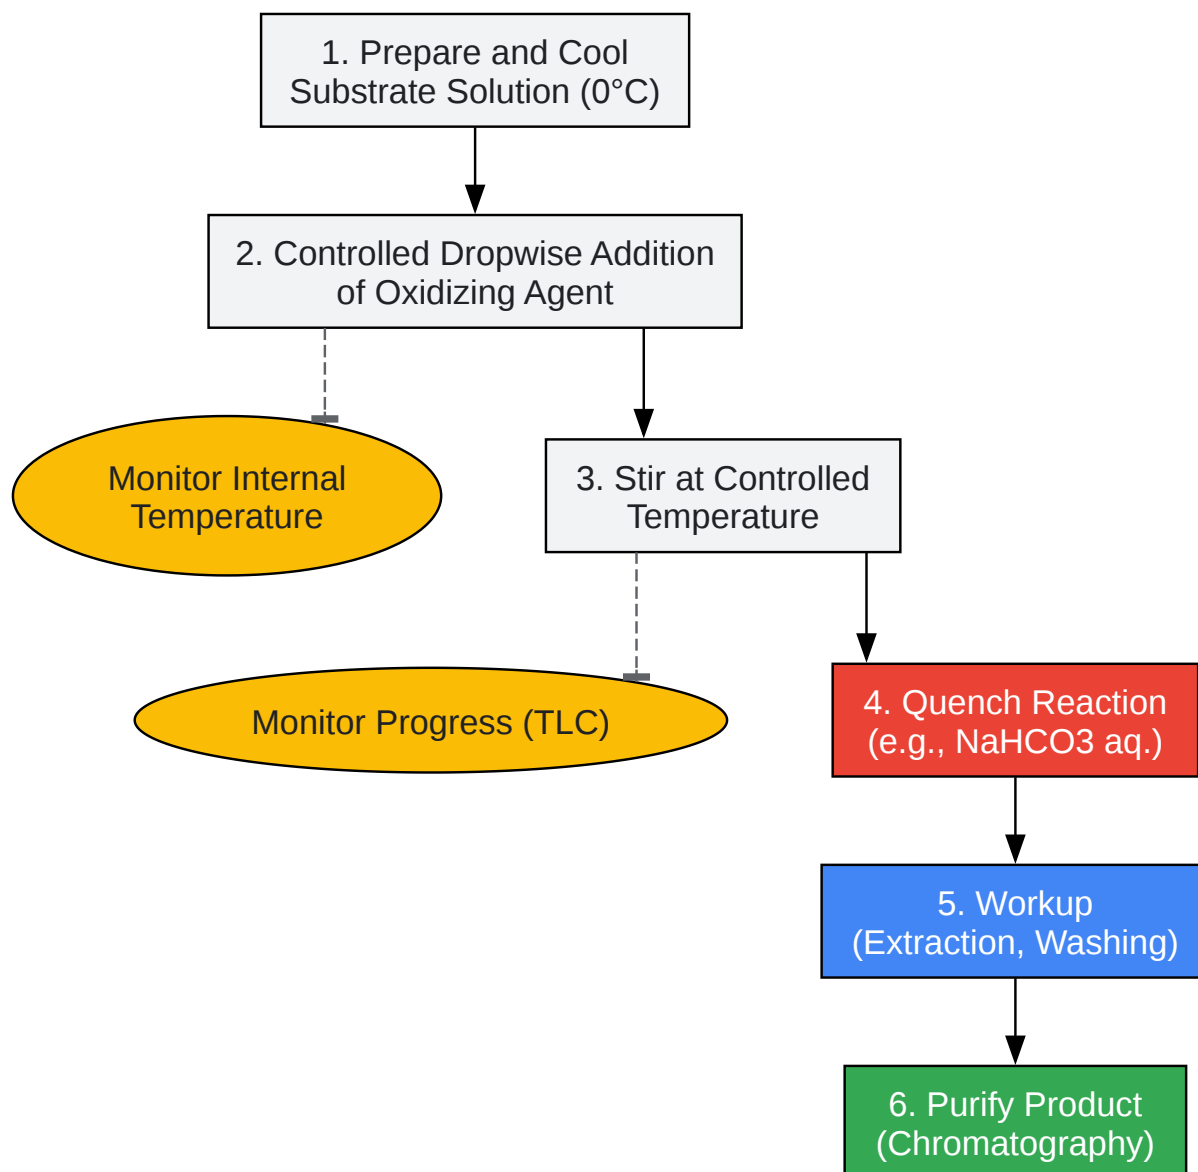 1. Prepare and Cool
Substrate Solution (0°C)
2. Controlled Dropwise Addition
of Oxidizing Agent
Monitor Internal
Temperature
3. Stir at Controlled
Temperature
Monitor Progress (TLC)
4. Quench Reaction
(e.g., NaHCO3 aq.)
5. Workup
(Extraction, Washing)
6. Purify Product
(Chromatography)